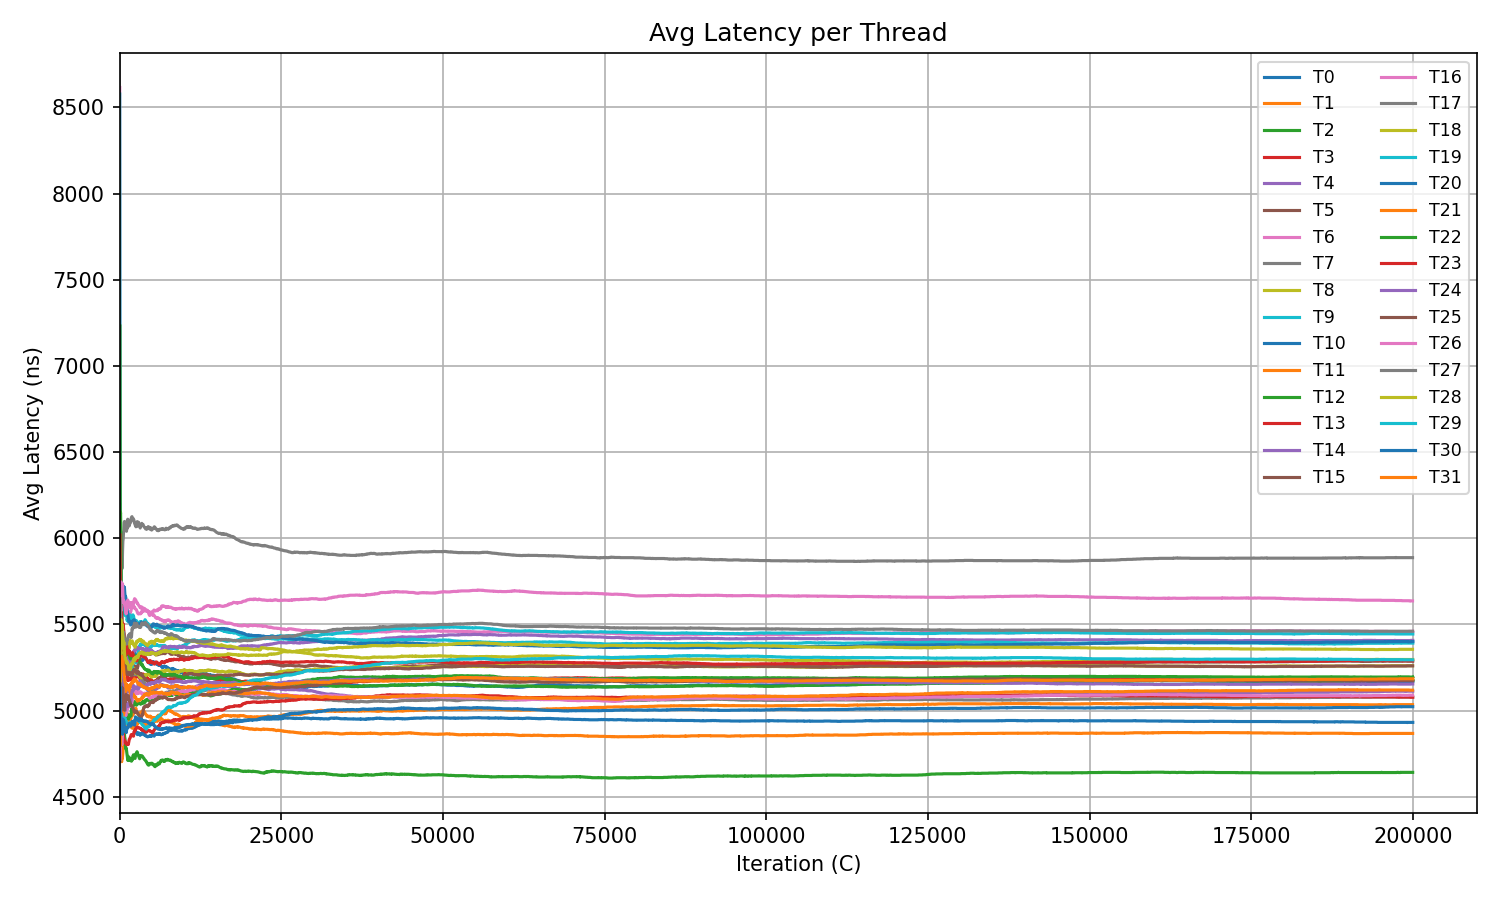 Avg Latency per Thread
Avg Latency (ns)
8500
8000
7500
7000
6500
6000
5500
5000
4500
0
25000
50000
75000
100000
125000
150000
175000
200000
Iteration (C)
T0
T1
T2
T3
T4
T5
T6
T7
T8
T9
T10
T11
T12
T13
T14
T15
T16
T17
T18
T19
T20
T21
T22
T23
T24
T25
T26
T27
T28
T29
T30
T31